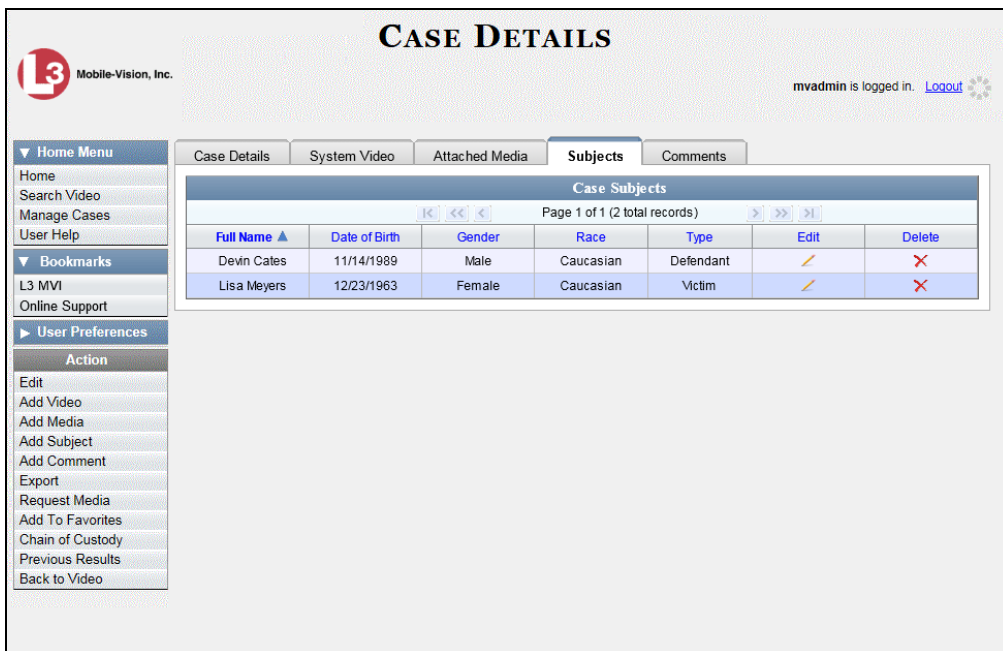 CASE DETAILS
L3 Mobile-Vision, Inc.
mvadmin is logged in. Logout
▼ Home Menu
Home
Search Video
Manage Cases
User Help
▼ Bookmarks
L3 MVI
Online Support
▶ User Preferences
Action
Edit
Add Video
Add Media
Add Subject
Add Comment
Export
Request Media
Add To Favorites
Chain of Custody
Previous Results
Back to Video
Case Details System Video Attached Media Subjects Comments
Case Subjects
|< << < Page 1 of 1 (2 total records) > >> >|
Full Name ▲ Date of Birth Gender Race Type Edit Delete
Devin Cates 11/14/1989 Male Caucasian Defendant
Lisa Meyers 12/23/1963 Female Caucasian Victim